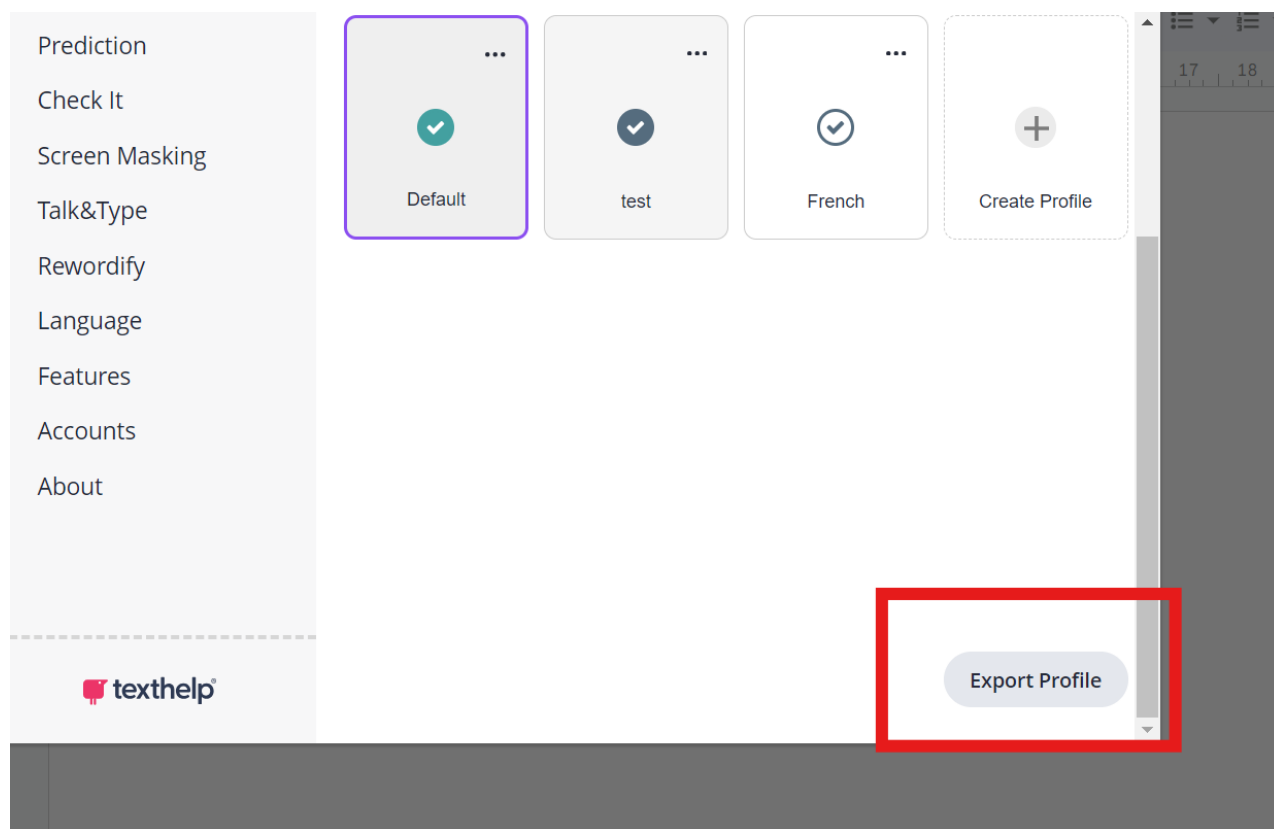 Prediction
Check It
Screen Masking
Talk&Type
Rewordify
Language
Features
Accounts
About
texthelp®
Default
test
French
Create Profile
Export Profile
17 18